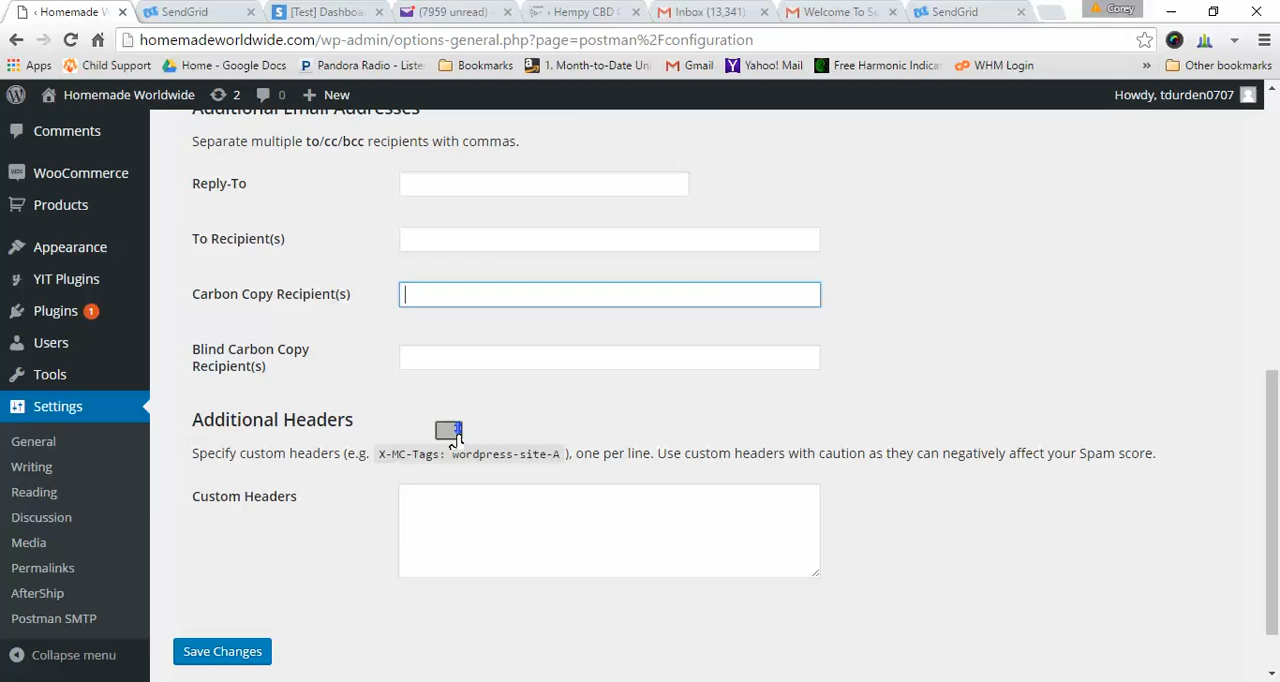 ‹ Homemade W
SendGrid
[Test] Dashboa
(7959 unread) -
‹ Hempy CBD
Inbox (13,341)
Welcome To Se
SendGrid
Corey
homemadeworldwide.com/wp-admin/options-general.php?page=postman%2Fconfiguration
Apps
Child Support
Home - Google Docs
Pandora Radio - Liste
Bookmarks
1. Month-to-Date Un
Gmail
Yahoo! Mail
Free Harmonic Indica
WHM Login
»
Other bookmarks
Homemade Worldwide
2
0
New
Howdy, tdurden0707
Comments
WooCommerce
Products
Appearance
YIT Plugins
Plugins 1
Users
Tools
Settings
General
Writing
Reading
Discussion
Media
Permalinks
AfterShip
Postman SMTP
Collapse menu
Additional Email Addresses
Separate multiple to/cc/bcc recipients with commas.
Reply-To
To Recipient(s)
Carbon Copy Recipient(s)
Blind Carbon Copy
Recipient(s)
Additional Headers
Specify custom headers (e.g. X-MC-Tags: wordpress-site-A ), one per line. Use custom headers with caution as they can negatively affect your Spam score.
Custom Headers
Save Changes